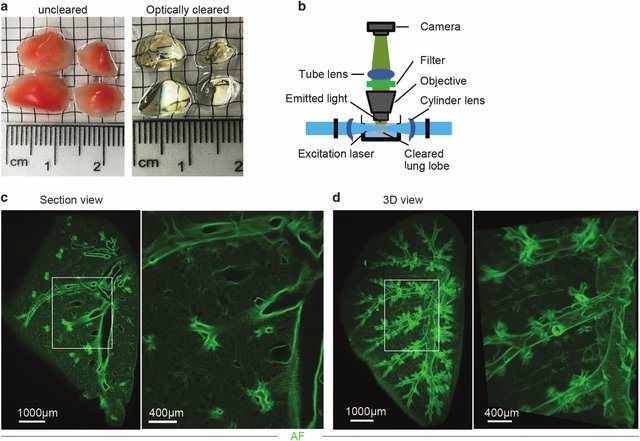 a
uncleared
Optically cleared
cm
1
2
cm
1
2
b
Camera
Filter
Tube lens
Objective
Emitted light
Cylinder lens
Excitation laser
Cleared
lung lobe
c
Section view
1000µm
400µm
d
3D view
1000µm
400µm
AF